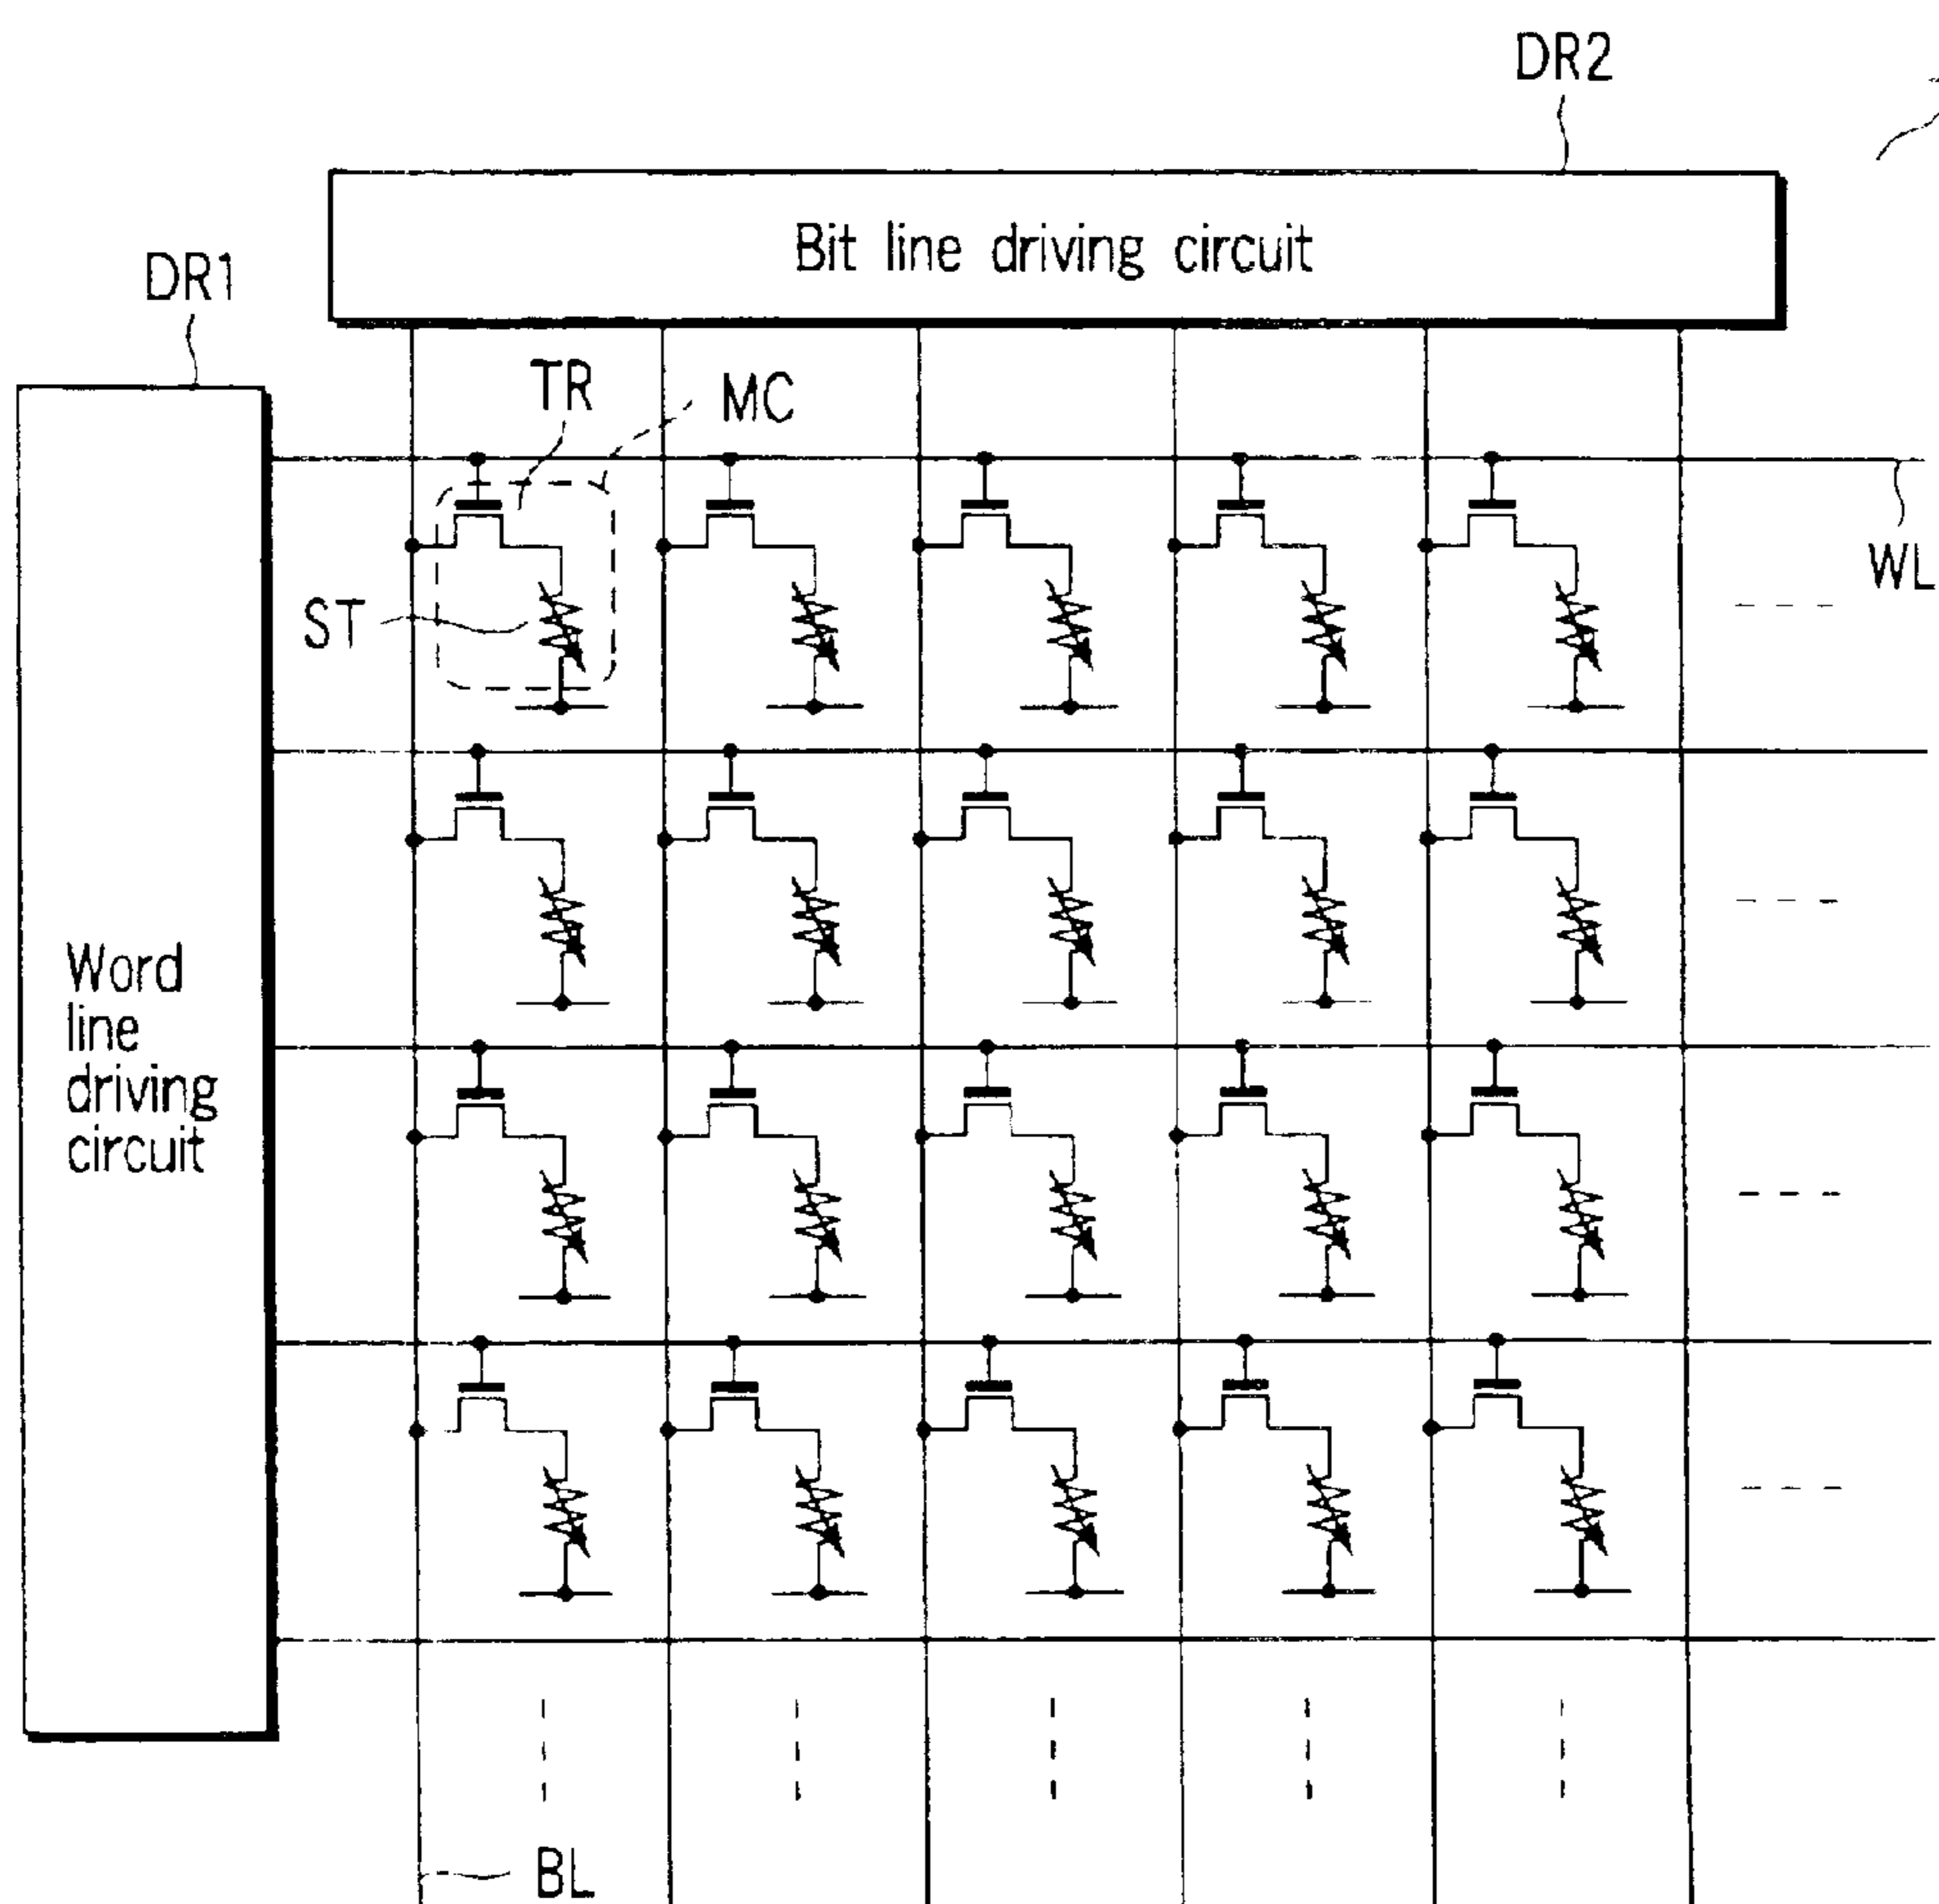 DR2
Bit line driving circuit
DR1
TR
MC
WL
ST
Word
line
driving
circuit
BL